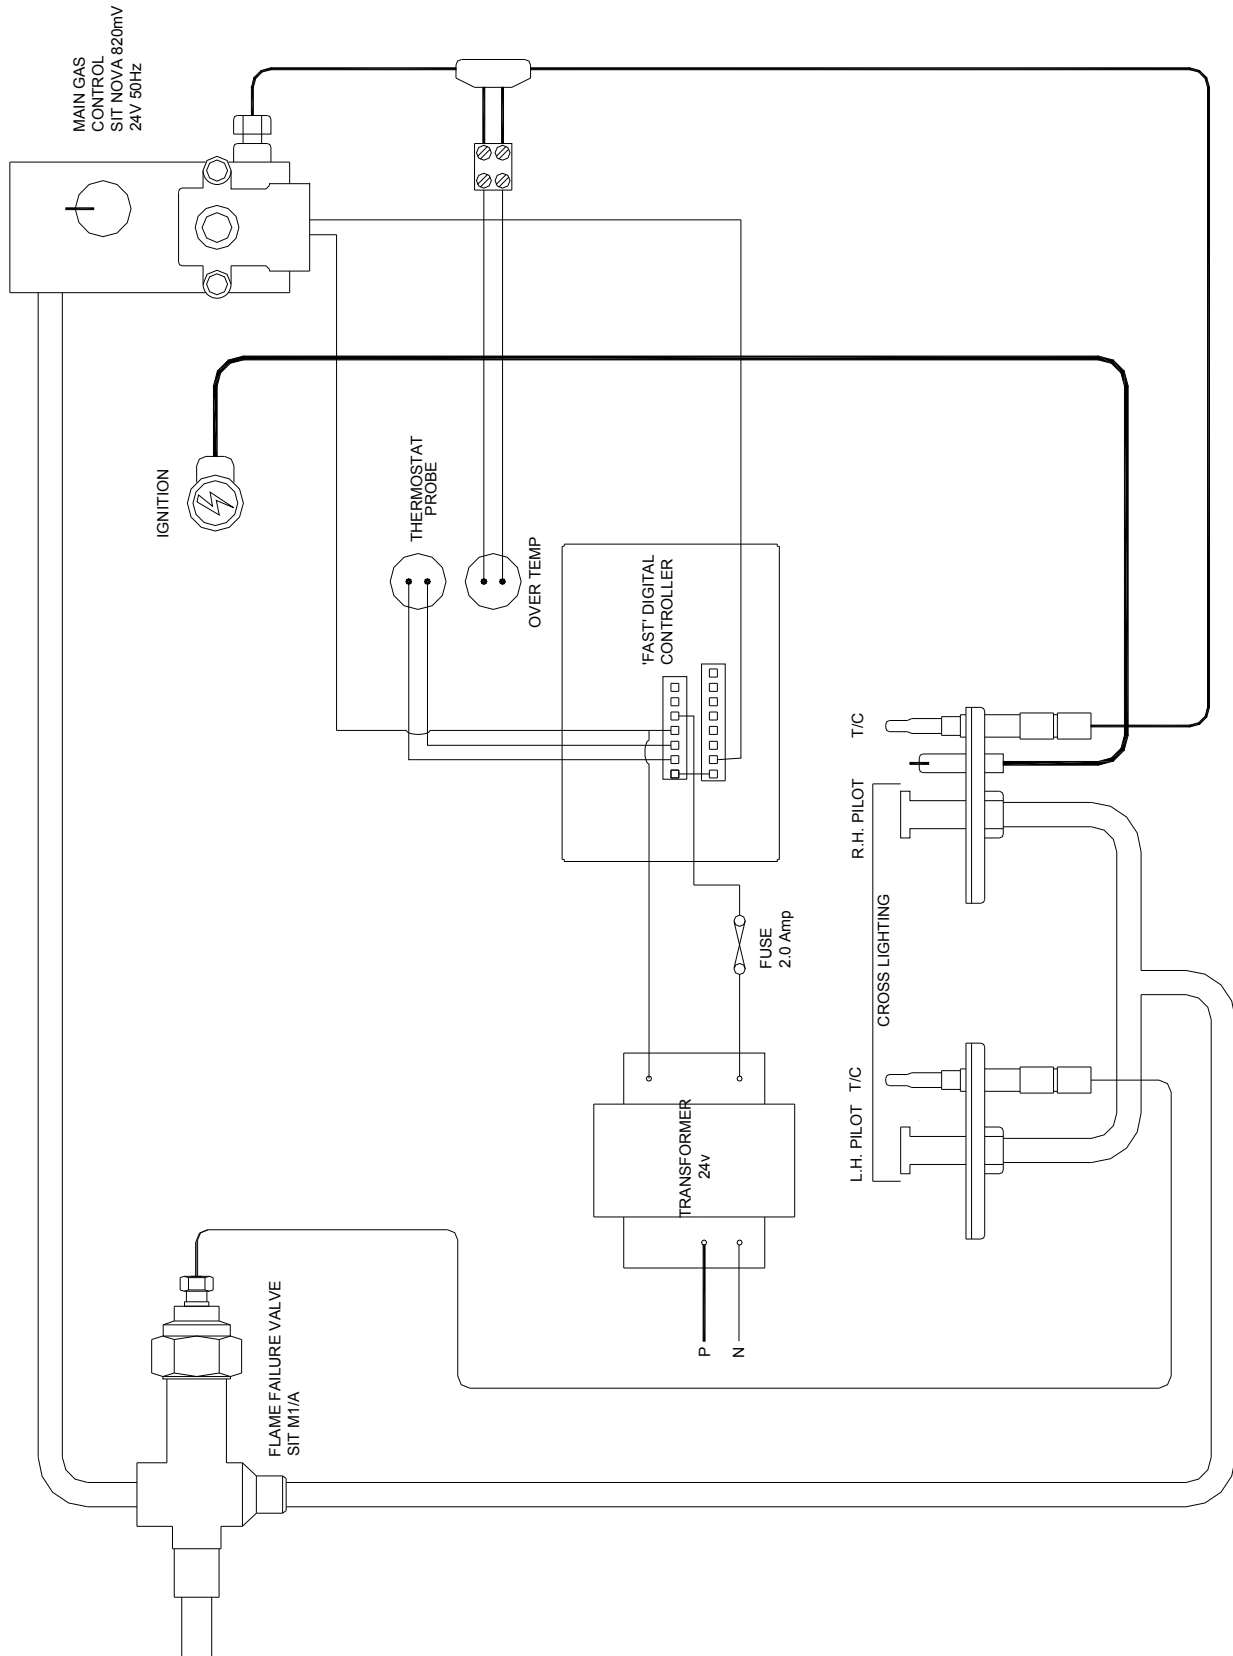 MAIN GAS
CONTROL
SIT NOVA 820mV
24V 50Hz
IGNITION
THERMOSTAT
PROBE
OVER TEMP
'FAST' DIGITAL
CONTROLLER
T/C
R.H. PILOT
CROSS LIGHTING
FUSE
2.0 Amp
T/C
L.H. PILOT
TRANSFORMER
24v
P
N
FLAME FAILURE VALVE
SIT M1/A